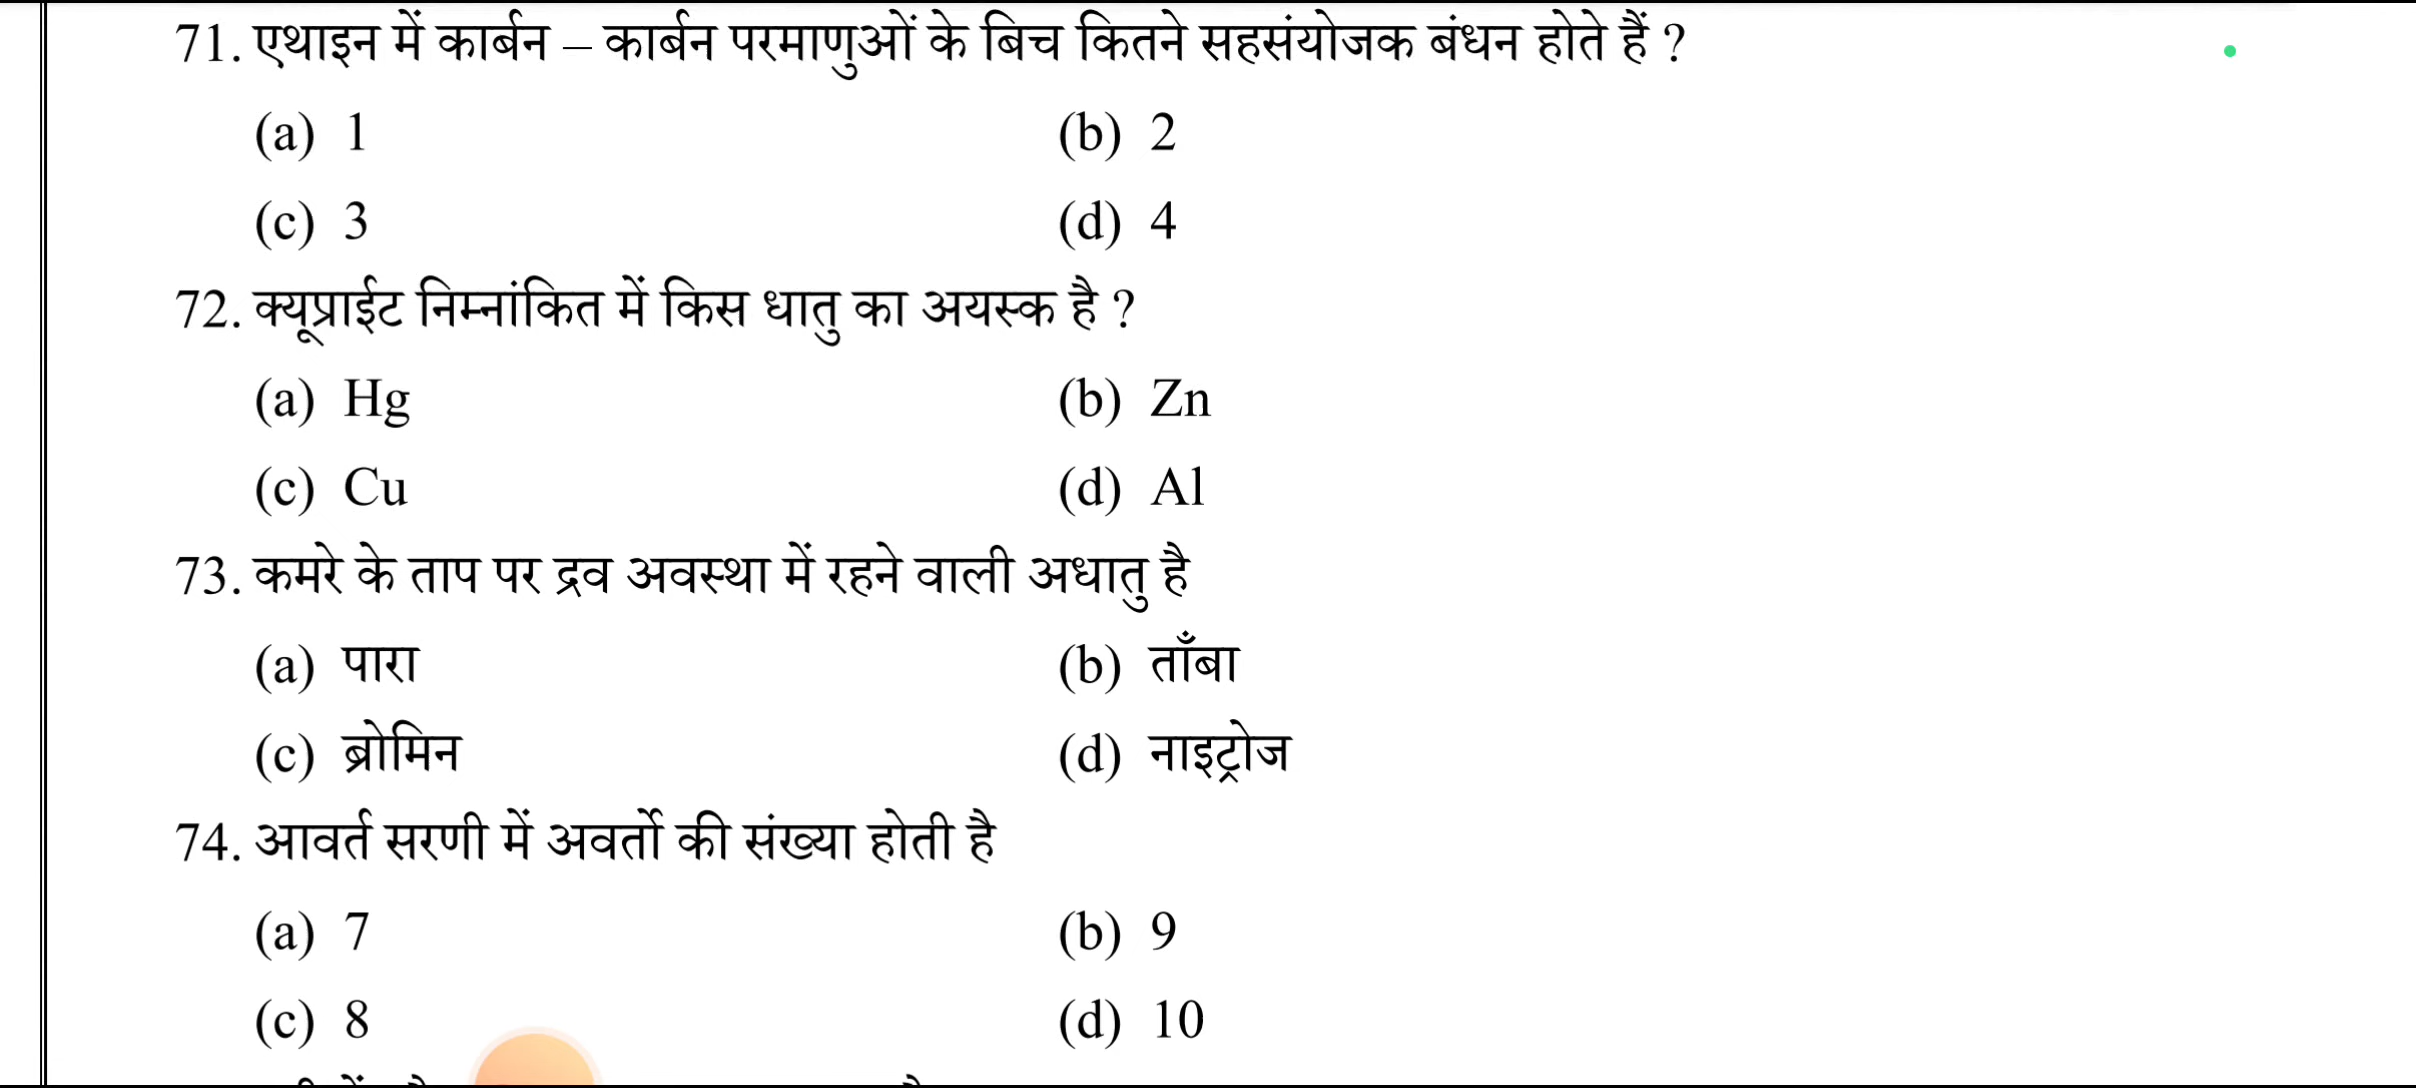 71. एथाइन में कार्बन – कार्बन परमाणुओं के बिच कितने सहसंयोजक बंधन होते हैं ?
(a) 1 (b) 2
(c) 3 (d) 4
72. क्यूप्राईट निम्नांकित में किस धातु का अयस्क है ?
(a) Hg (b) Zn
(c) Cu (d) Al
73. कमरे के ताप पर द्रव अवस्था में रहने वाली अधातु है
(a) पारा (b) ताँबा
(c) ब्रोमिन (d) नाइट्रोज
74. आवर्त सरणी में अवर्तो की संख्या होती है
(a) 7 (b) 9
(c) 8 (d) 10